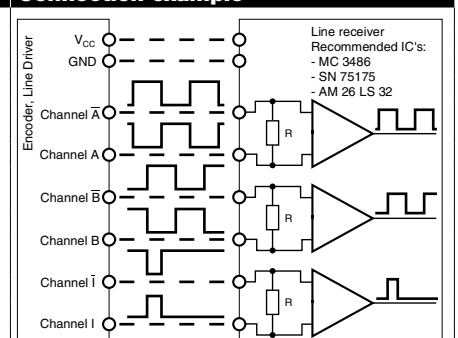 Connection example
Encoder, Line Driver
VCC
GND
Channel A̅
Channel A
Channel B̅
Channel B
Channel I̅
Channel I
Line receiver
Recommended IC's:
- MC 3486
- SN 75175
- AM 26 LS 32
R
R
R